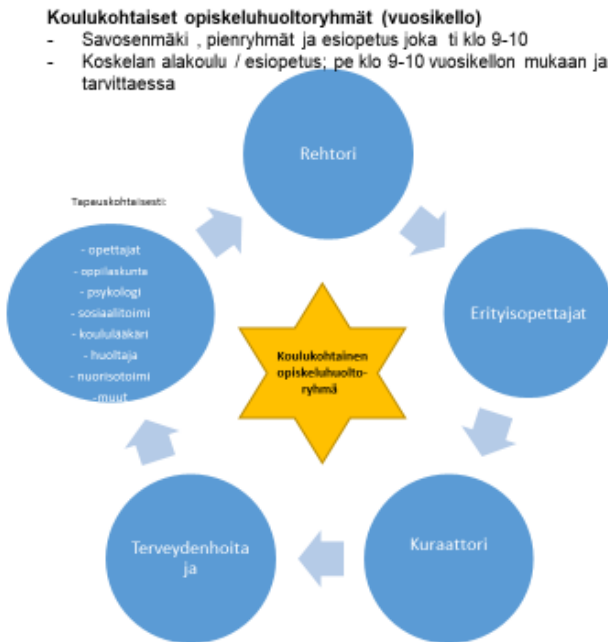 Koulukohtaiset opiskeluhuoltoryhmät (vuosikello)
- Savosenmäki , pienryhmät ja esiopetus joka ti klo 9-10
- Koskelan alakoulu / esiopetus; pe klo 9-10 vuosikellon mukaan ja
tarvittaessa
Rehtori
Tapauskohtaisesti:
- opettajat
- oppilaskunta
- psykologi
- sosiaalitoimi
- koululääkäri
- huoltaja
- nuorisotoimi
-muut
Erityisopettajat
Koulukohtainen
opiskeluhuolto-
ryhmä
Terveydenhoita
ja
Kuraattori